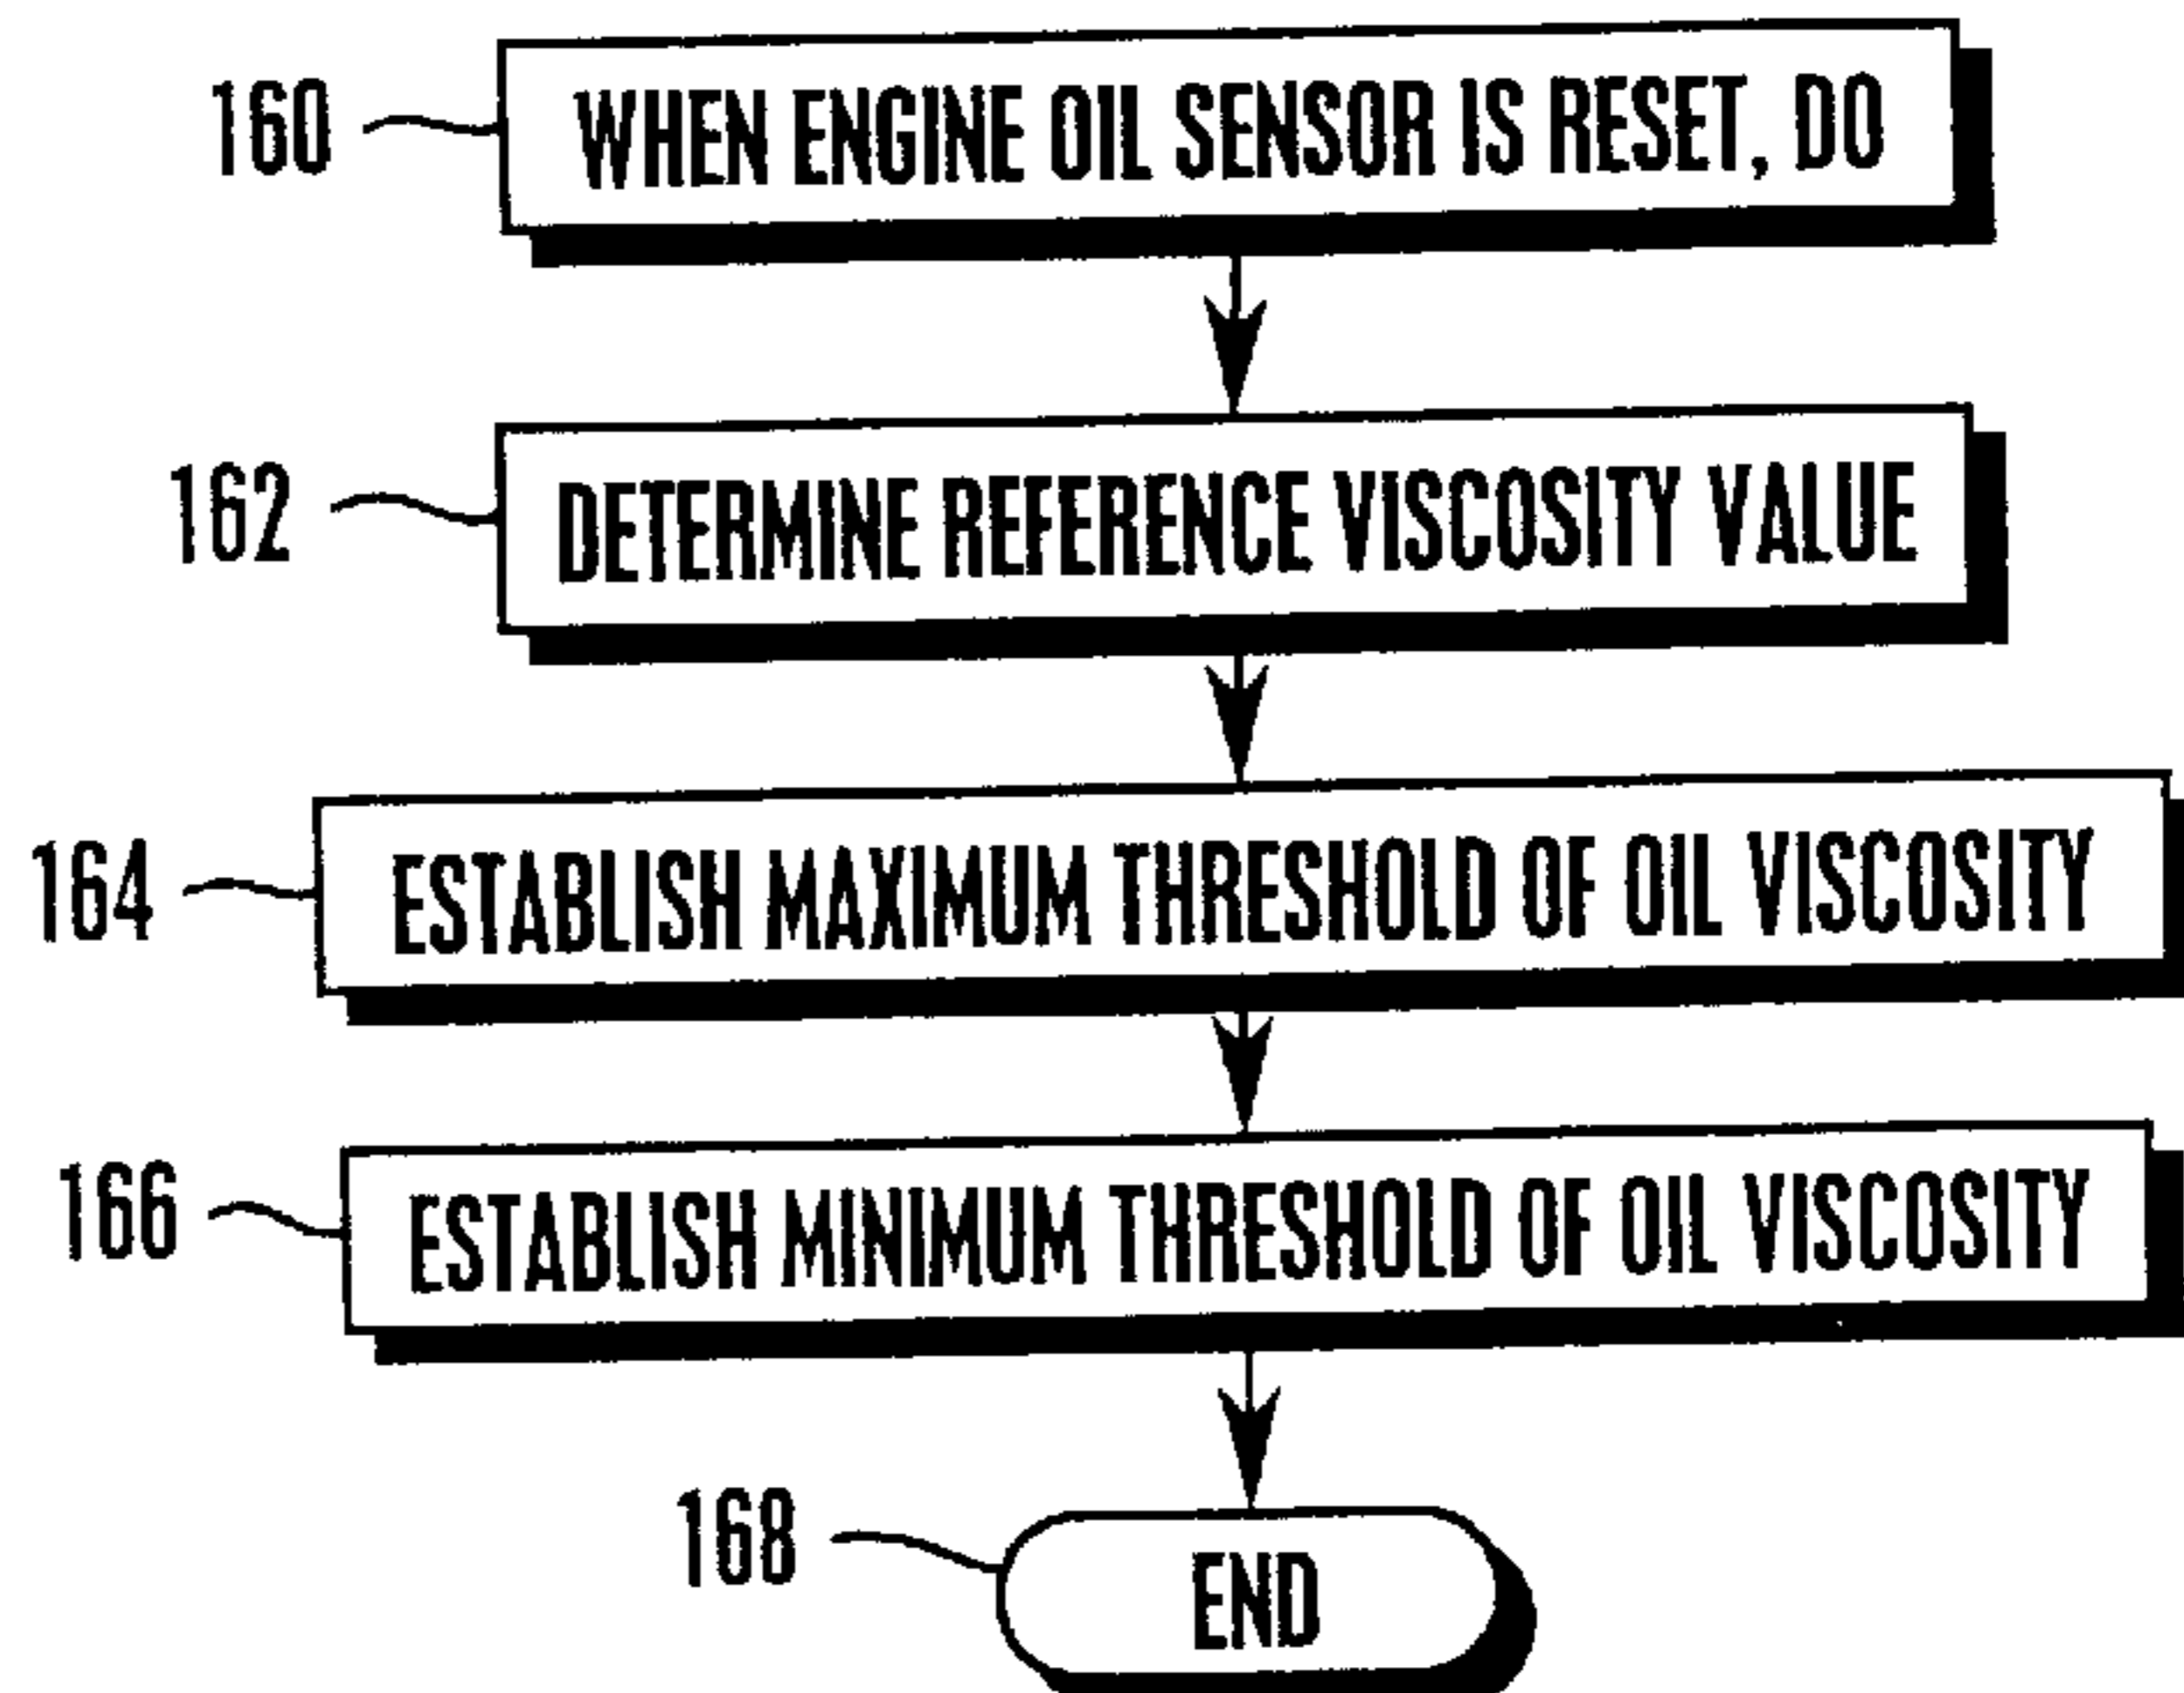 160 WHEN ENGINE OIL SENSOR IS RESET, DO
162 DETERMINE REFERENCE VISCOSITY VALUE
164 ESTABLISH MAXIMUM THRESHOLD OF OIL VISCOSITY
166 ESTABLISH MINIMUM THRESHOLD OF OIL VISCOSITY
168 END